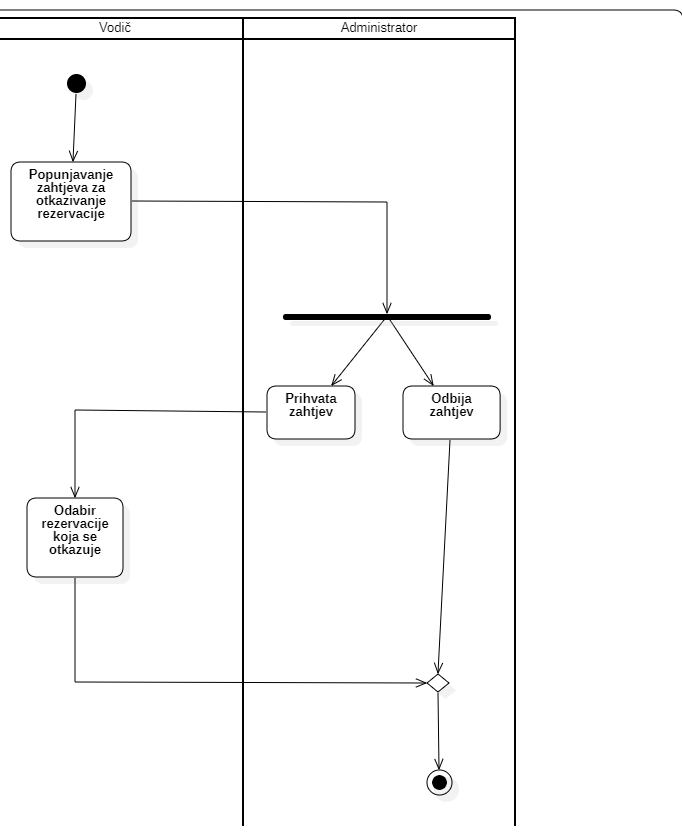 Vodič
Administrator
Popunjavanje
zahtjeva za
otkazivanje
rezervacije
Prihvata
zahtjev
Odbija
zahtjev
Odabir
rezervacije
koja se
otkazuje